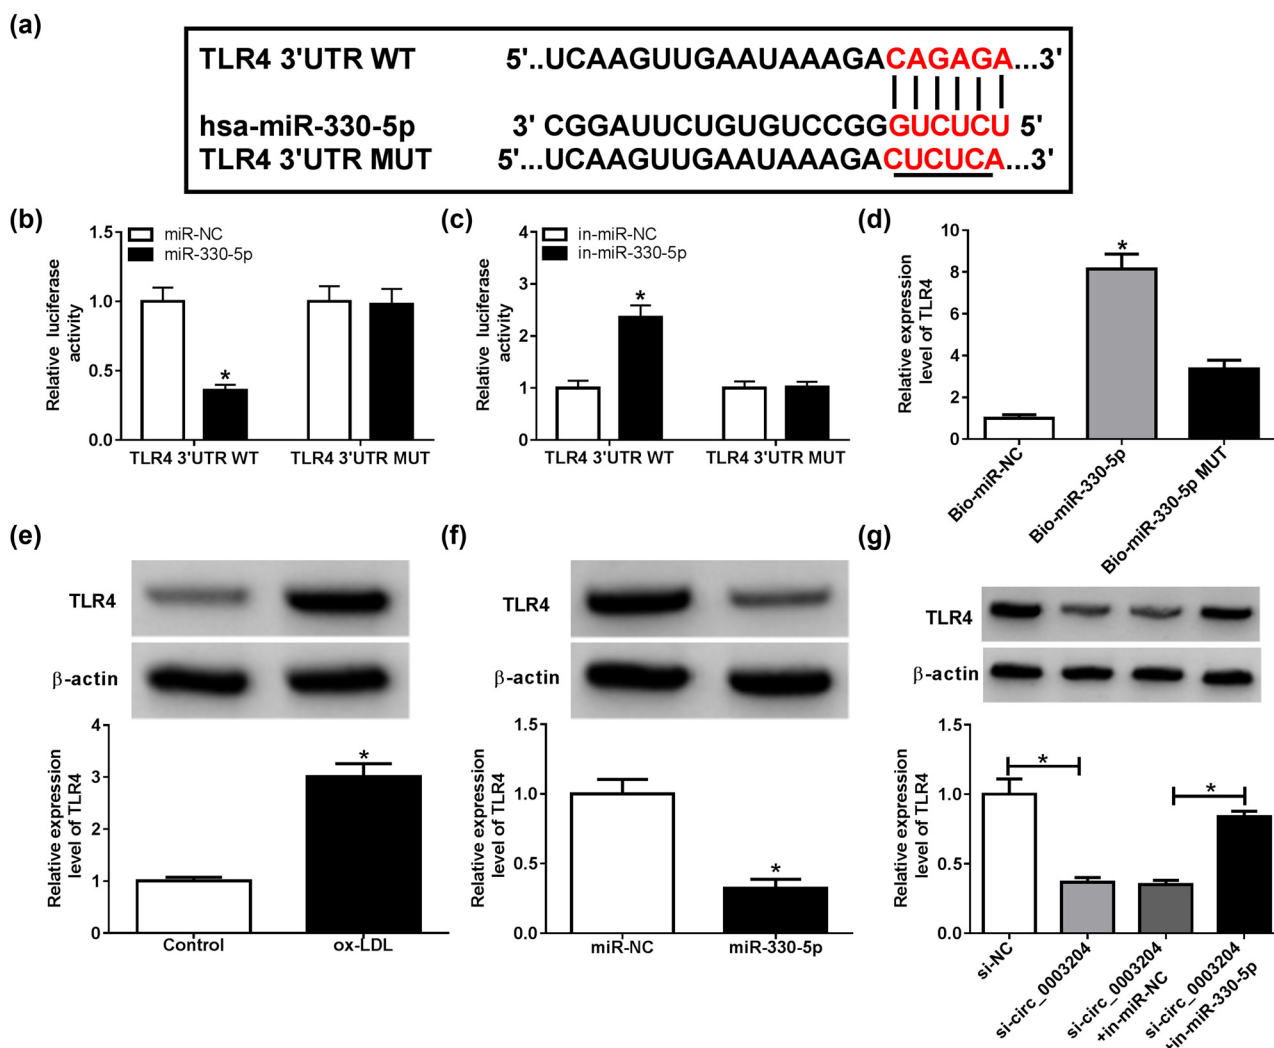 (a)
TLR4 3'UTR WT 5'..UCAAGUUGAAUAAAGACAGAGA...3'
hsa-miR-330-5p 3' CGGAUUCUGUGUCCGGGUCUCU 5'
TLR4 3'UTR MUT 5'...UCAAGUUGAAUAAAGACUCUCA...3'
(b)
Relative luciferase
activity
1.5
1.0
0.5
0.0
miR-NC
miR-330-5p
*
TLR4 3'UTR WT
TLR4 3'UTR MUT
(c)
Relative luciferase
activity
4
3
2
1
0
in-miR-NC
in-miR-330-5p
*
TLR4 3'UTR WT
TLR4 3'UTR MUT
(d)
Relative expression
level of TLR4
10
8
6
4
2
0
*
Bio-miR-NC
Bio-miR-330-5p
Bio-miR-330-5p MUT
(e)
TLR4
β-actin
Relative expression
level of TLR4
4
3
2
1
0
*
Control
ox-LDL
(f)
TLR4
β-actin
1.5
1.0
0.5
0.0
Relative expression
level of TLR4
*
miR-NC
miR-330-5p
(g)
TLR4
β-actin
Relative expression
level of TLR4
1.5
1.0
0.5
0.0
*
*
si-NC
si-circ_0003204
si-circ_0003204
+in-miR-NC
si-circ_0003204
+in-miR-330-5p